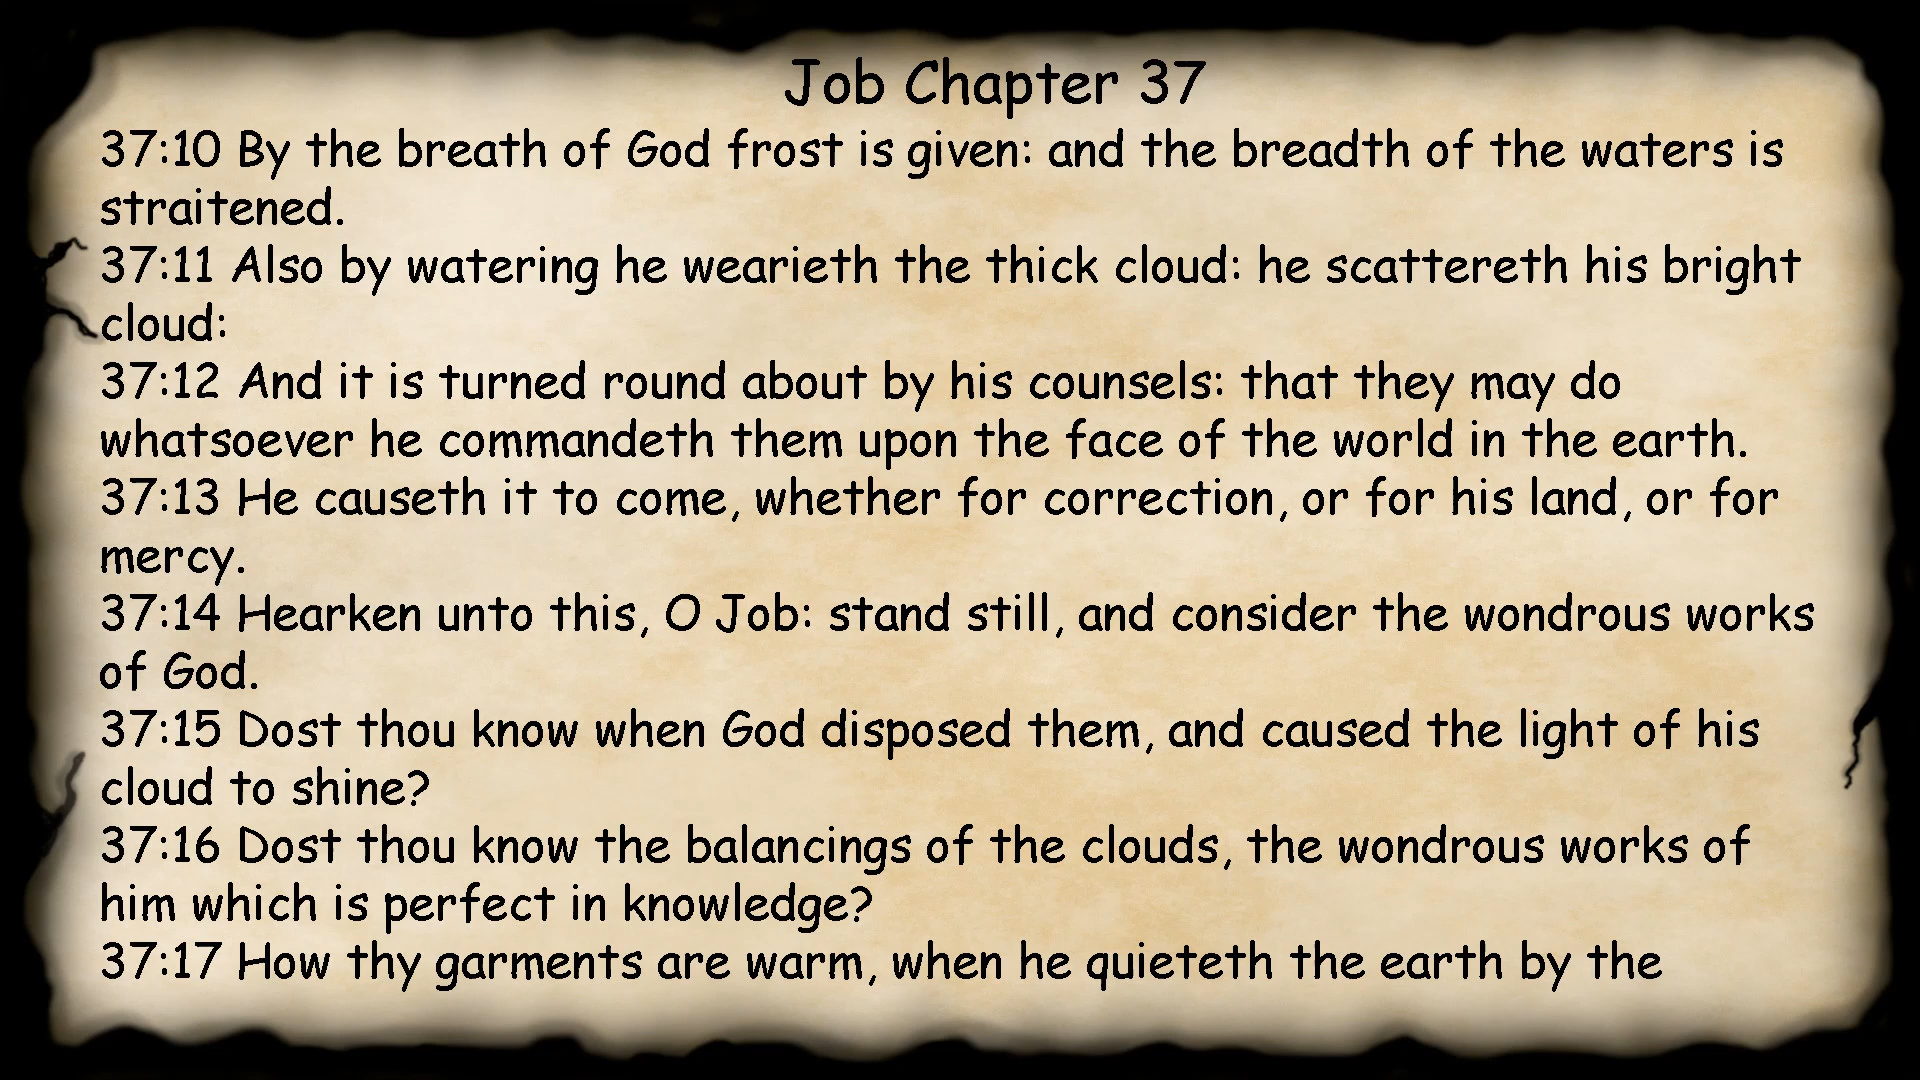 Job Chapter 37
37:10 By the breath of God frost is given: and the breadth of the waters is
straitened.
37:11 Also by watering he wearieth the thick cloud: he scattereth his bright
cloud:
37:12 And it is turned round about by his counsels: that they may do
whatsoever he commandeth them upon the face of the world in the earth.
37:13 He causeth it to come, whether for correction, or for his land, or for
mercy.
37:14 Hearken unto this, O Job: stand still, and consider the wondrous works
of God.
37:15 Dost thou know when God disposed them, and caused the light of his
cloud to shine?
37:16 Dost thou know the balancings of the clouds, the wondrous works of
him which is perfect in knowledge?
37:17 How thy garments are warm, when he quieteth the earth by the